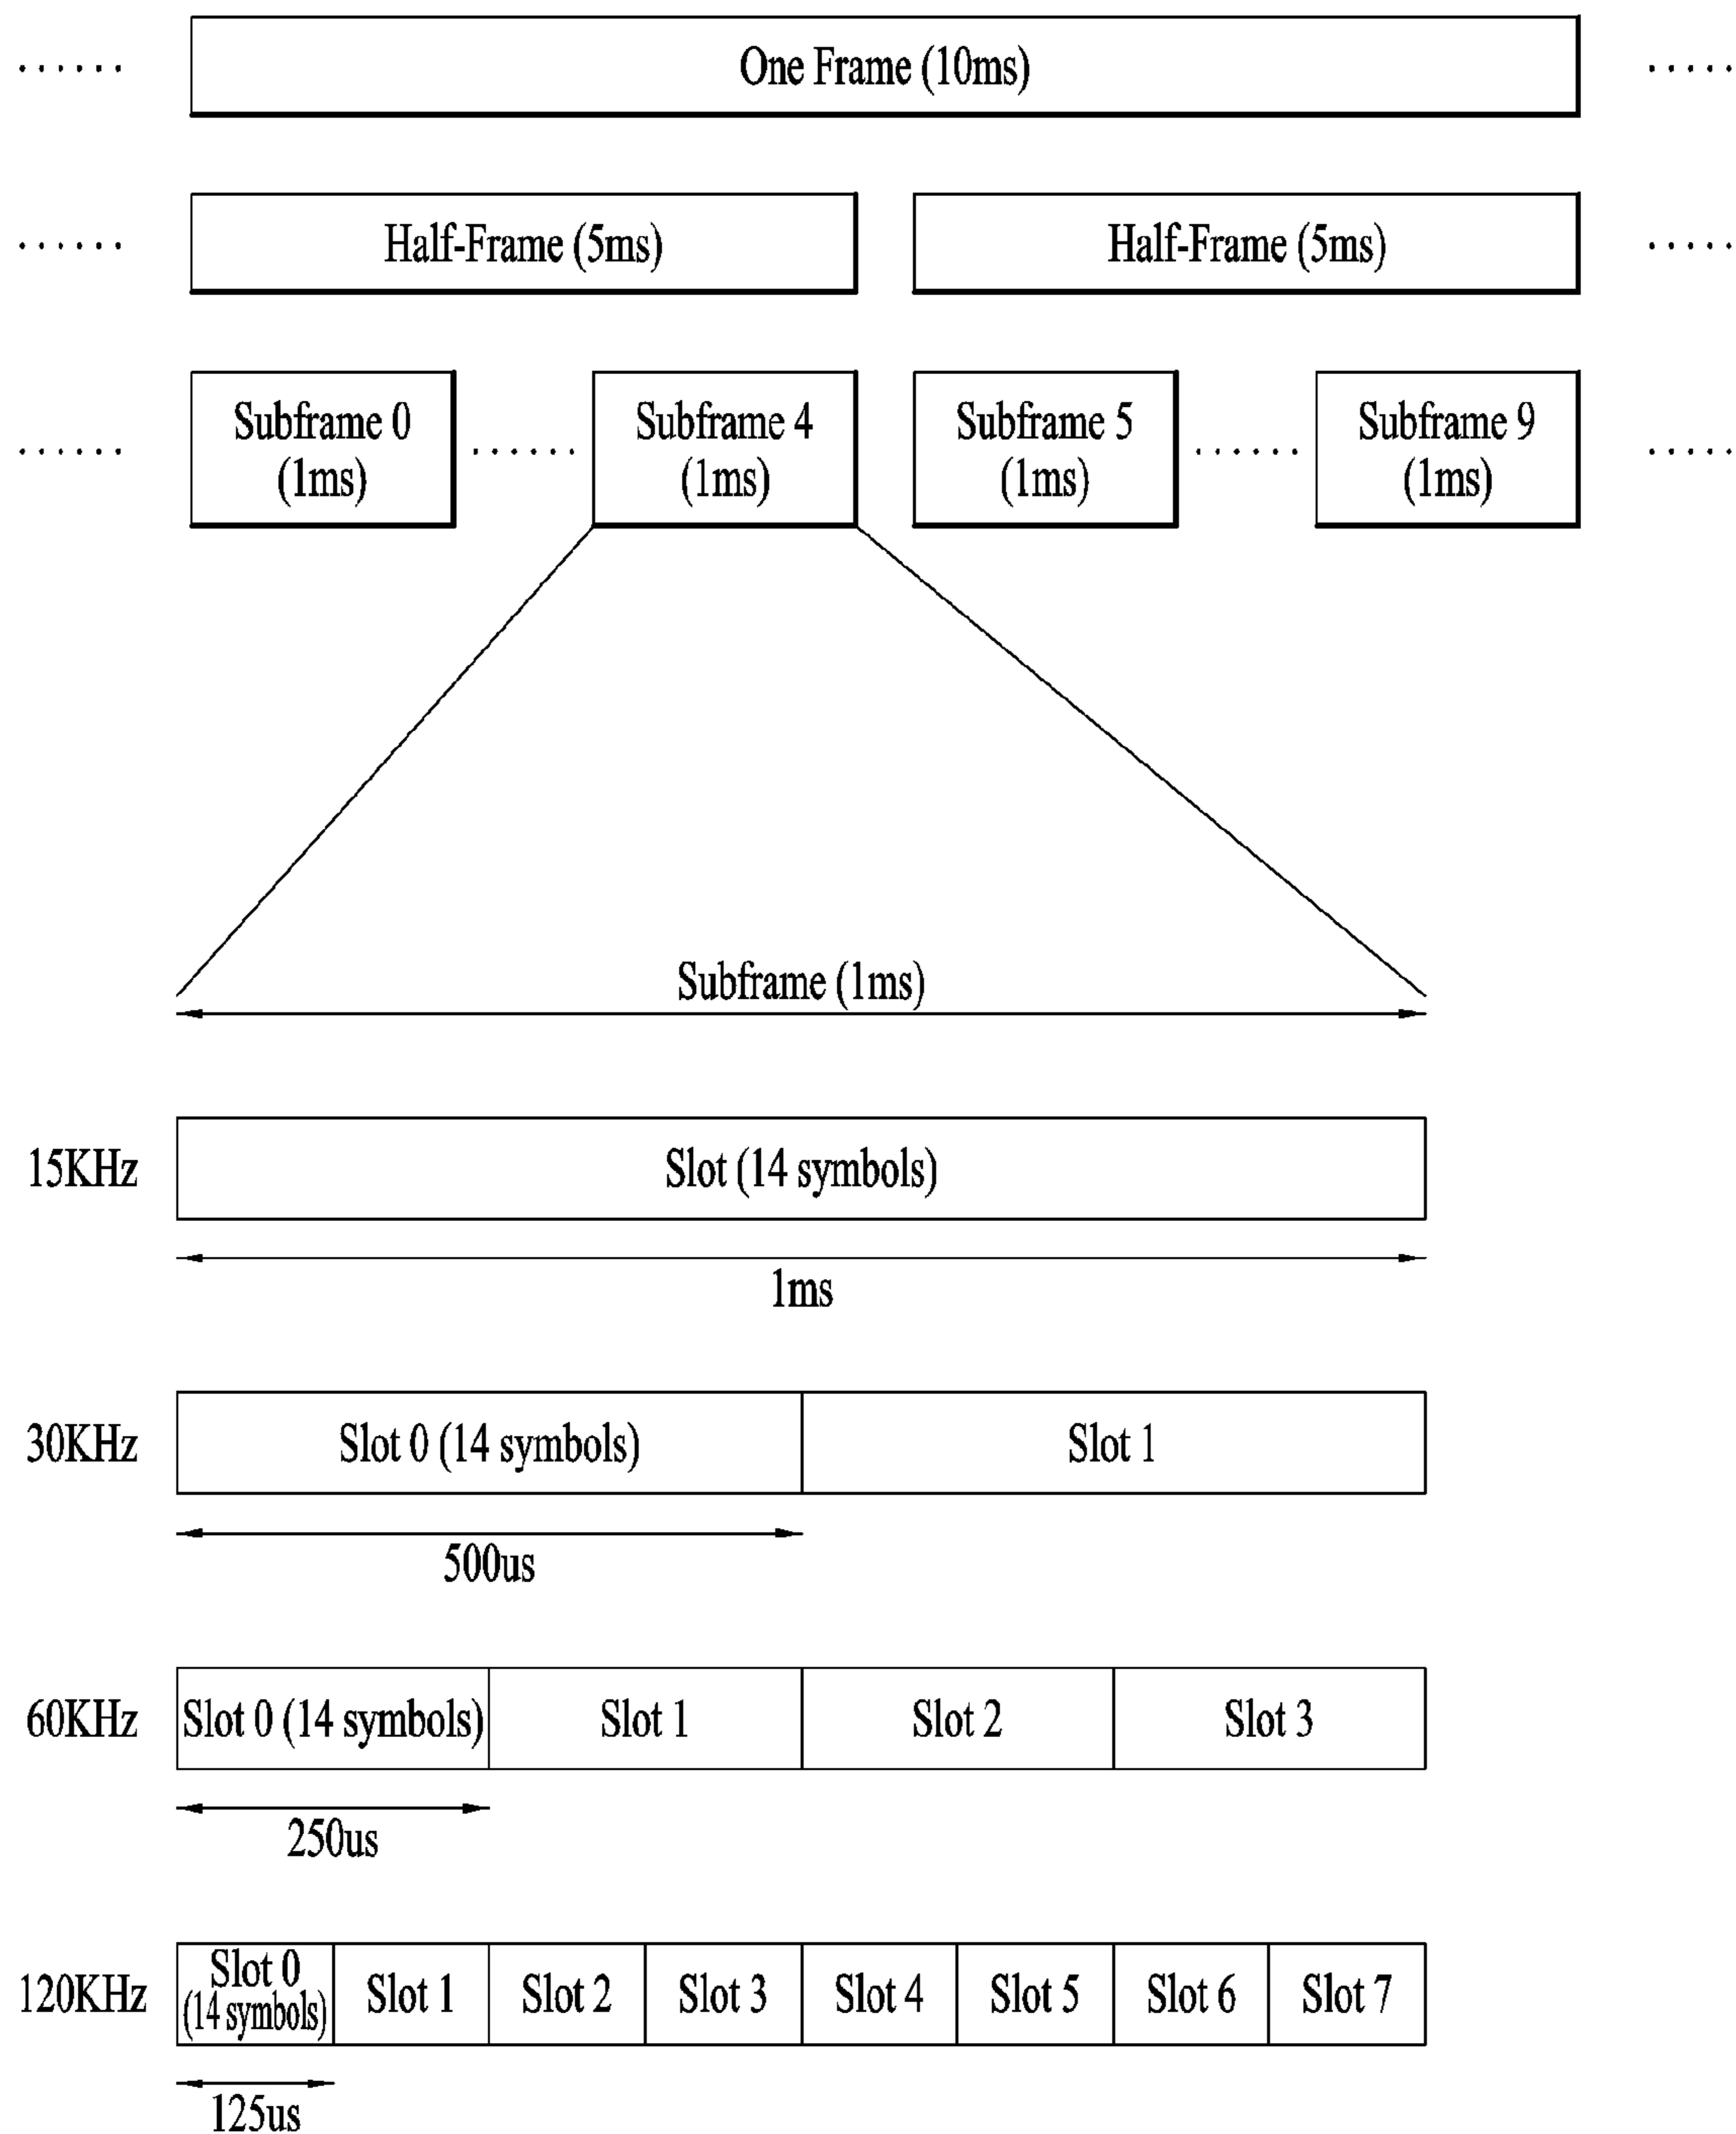 One Frame (10ms)
Half-Frame (5ms)
Half-Frame (5ms)
Subframe 0
(1ms)
Subframe 4
(1ms)
Subframe 5
(1ms)
Subframe 9
(1ms)
Subframe (1ms)
15KHz
Slot (14 symbols)
1ms
30KHz
Slot 0 (14 symbols)
Slot 1
500us
60KHz
Slot 0 (14 symbols)
Slot 1
Slot 2
Slot 3
250us
120KHz
Slot 0
(14 symbols)
Slot 1
Slot 2
Slot 3
Slot 4
Slot 5
Slot 6
Slot 7
125us